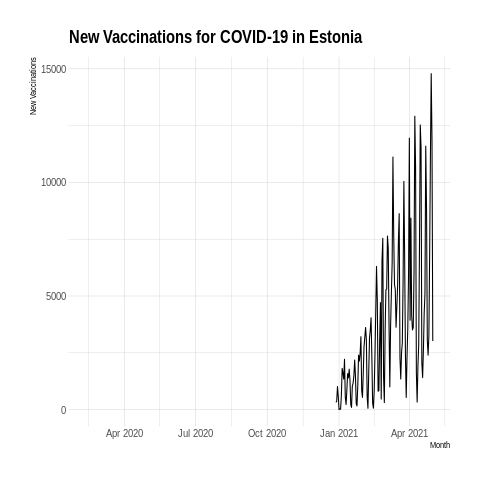 New Vaccinations for COVID-19 in Estonia
New Vaccinations
15000
10000
5000
0
Apr 2020 Jul 2020 Oct 2020 Jan 2021 Apr 2021
Month